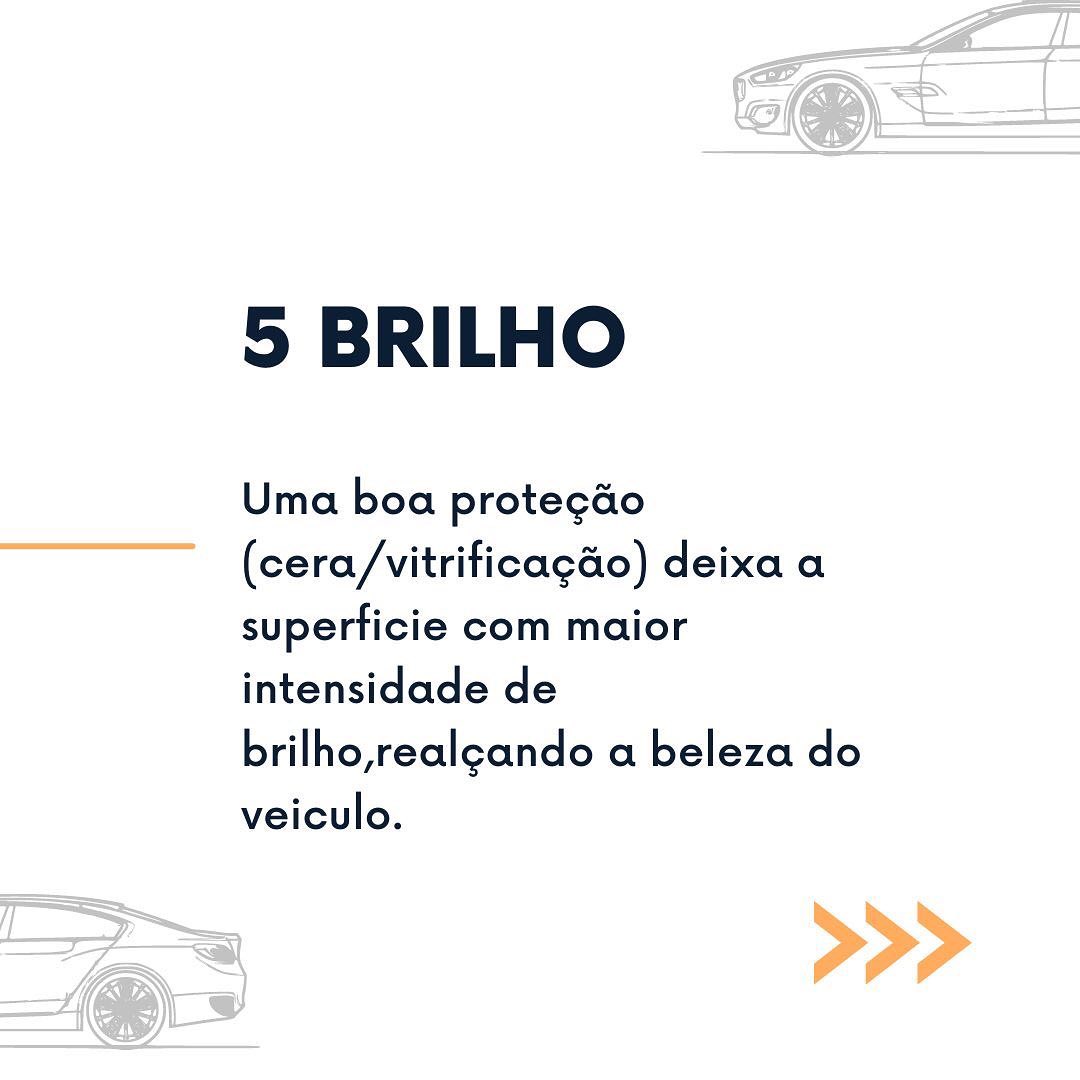 5 BRILHO
Uma boa proteção
(cera/vitrificação) deixa a
superficie com maior
intensidade de
brilho,realçando a beleza do
veiculo.